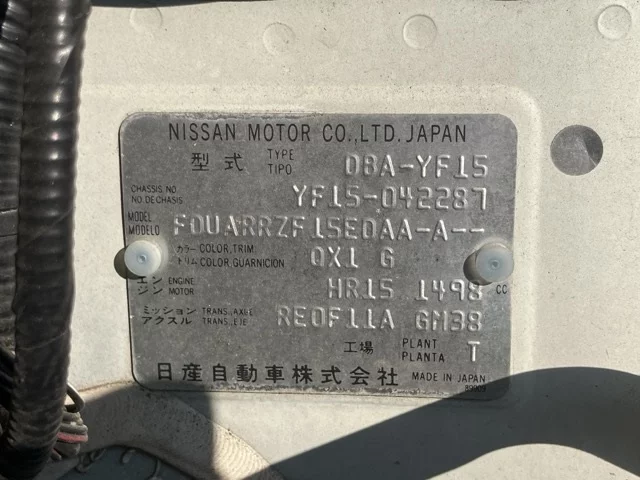 NISSAN MOTOR CO.,LTD. JAPAN
型式 TYPE TIPO DBA-YF15
CHASSIS NO. NO. DE CHASIS YF15-042287
MODEL MODELO FDUARRZF15EDAA-A--
カラー COLOR, TRIM
トリム COLOR, GUARNICION QX1 G
エンジン ENGINE MOTOR HR15 1498 CC
ミッション TRANS., AXLE
アクスル TRANS., EJE RE0F11A GM38
工場 PLANT PLANTA T
日産自動車株式会社 MADE IN JAPAN